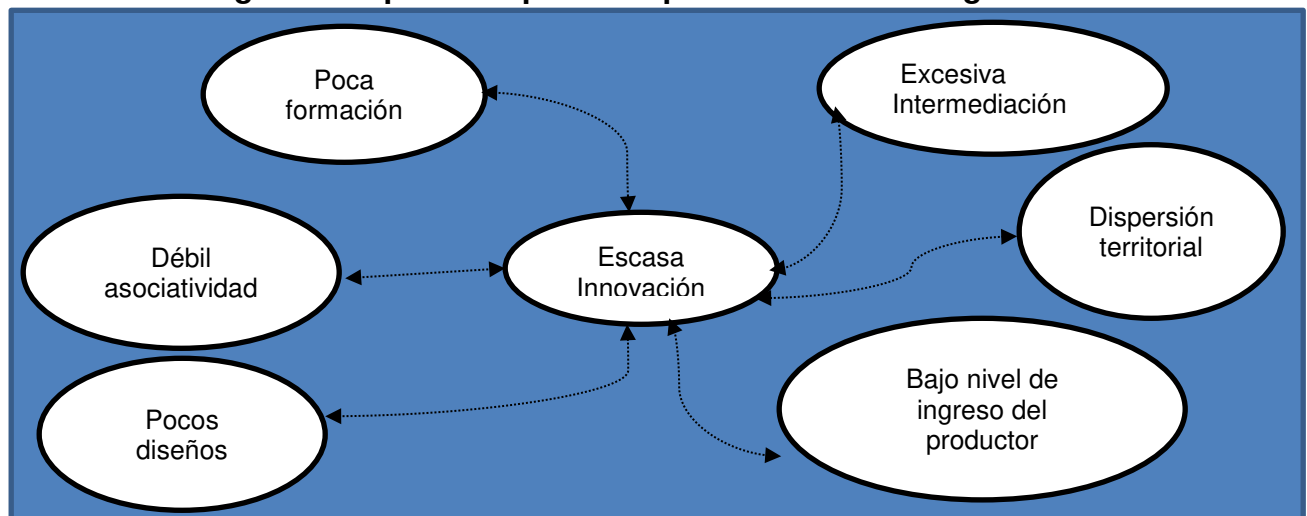 Poca
formación
Excesiva
Intermediación
Dispersión
territorial
Débil
asociatividad
Escasa
Innovación
Bajo nivel de
ingreso del
productor
Pocos
diseños